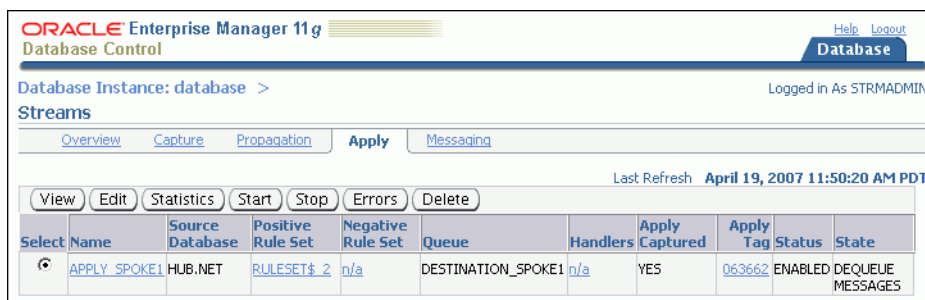 ORACLE Enterprise Manager 11g
Database Control
Help Logout
Database
Database Instance: database >
Logged in As STRMADMIN
Streams
Overview Capture Propagation Apply Messaging
Last Refresh April 19, 2007 11:50:20 AM PDT
View Edit Statistics Start Stop Errors Delete
Select Name Source Database Positive Rule Set Negative Rule Set Queue Handlers Apply Captured Apply Tag Status State
APPLY_SPOKE1 HUB.NET RULESET$_2 n/a DESTINATION_SPOKE1 n/a YES 063662 ENABLED DEQUEUE MESSAGES